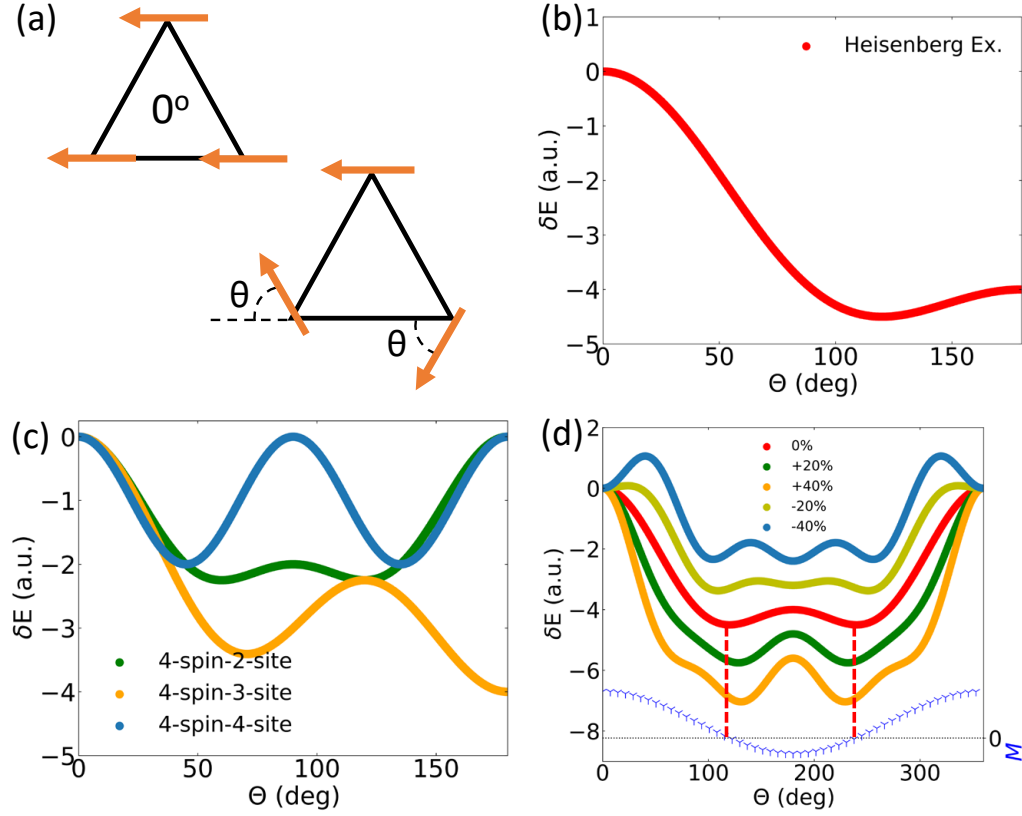 (a)
0º
θ
θ
(b)
1
0
−1
−2
−3
−4
−5
δE (a.u.)
Heisenberg Ex.
0
50
100
150
Θ (deg)
(c)
0
−1
−2
−3
−4
−5
δE (a.u.)
4-spin-2-site
4-spin-3-site
4-spin-4-site
0
50
100
150
Θ (deg)
(d)
2
0
−2
−4
−6
−8
δE (a.u.)
0%
+20%
+40%
-20%
-40%
0
M
0
100
200
300
Θ (deg)